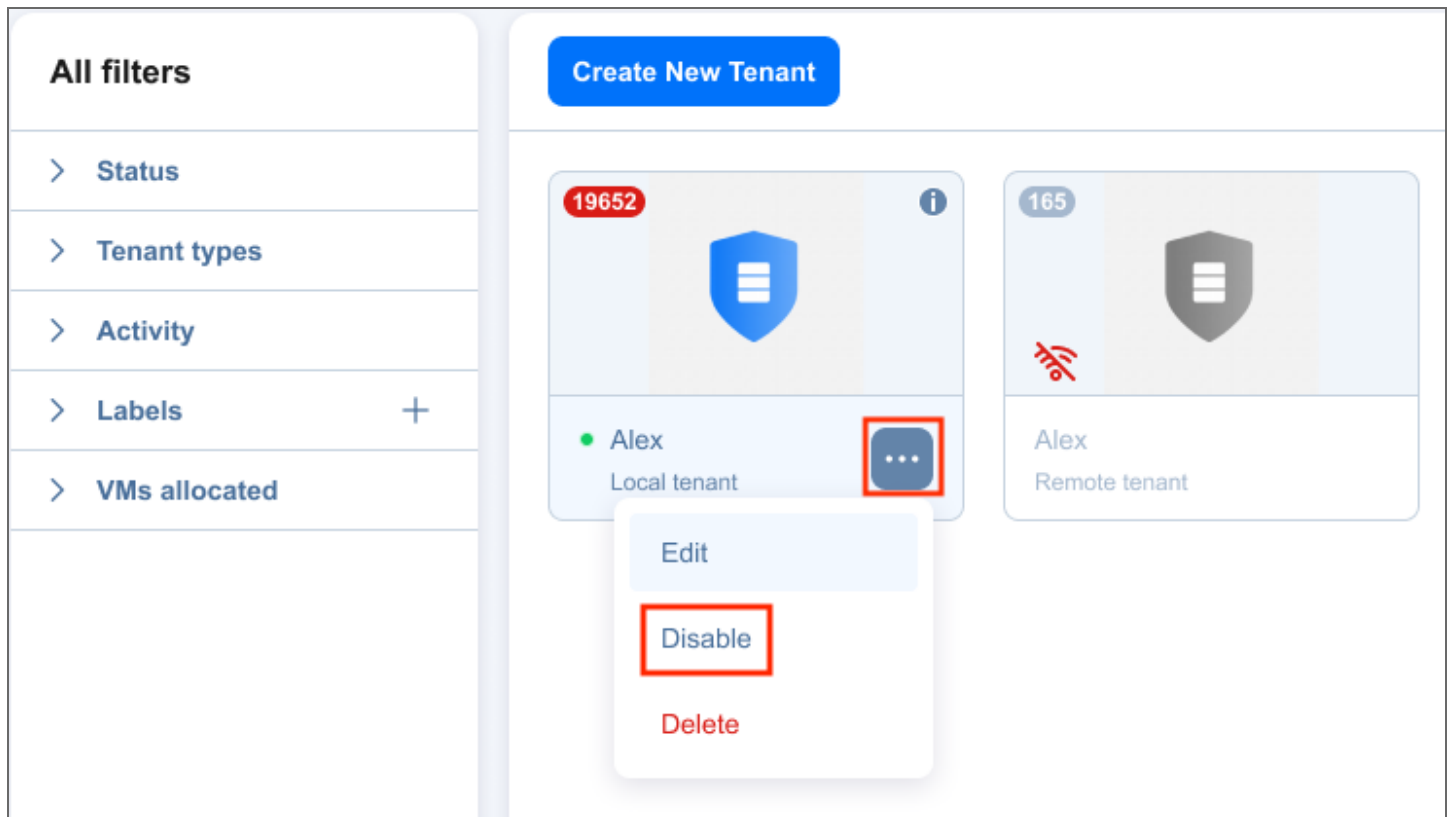 All filters
Status
Tenant types
Activity
Labels
VMs allocated
Create New Tenant
19652
Alex
Local tenant
Edit
Disable
Delete
165
Alex
Remote tenant